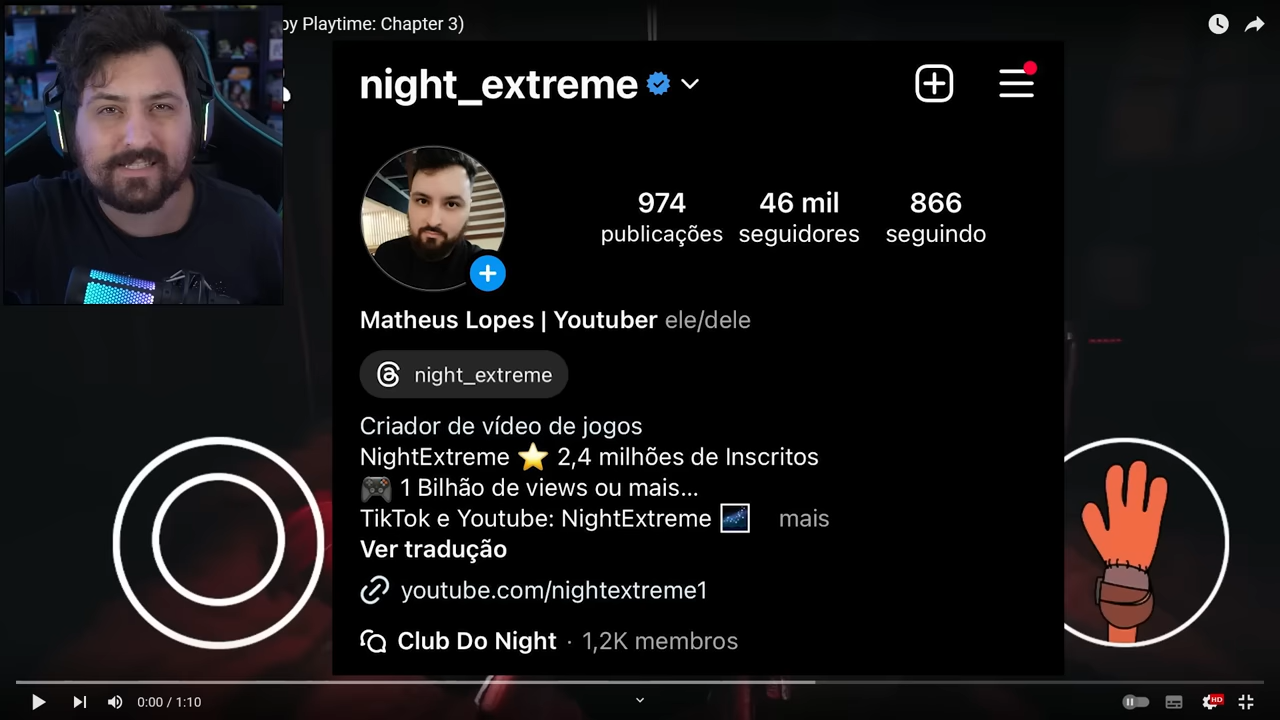 by Playtime: Chapter 3)
night_extreme
974 46 mil 866
publicações seguidores seguindo
Matheus Lopes | Youtuber ele/dele
night_extreme
Criador de vídeo de jogos
NightExtreme ⭐ 2,4 milhões de Inscritos
🎮 1 Bilhão de views ou mais...
TikTok e Youtube: NightExtreme 🌌 mais
Ver tradução
youtube.com/nightextreme1
Club Do Night · 1,2K membros
0:00 / 1:10
HD